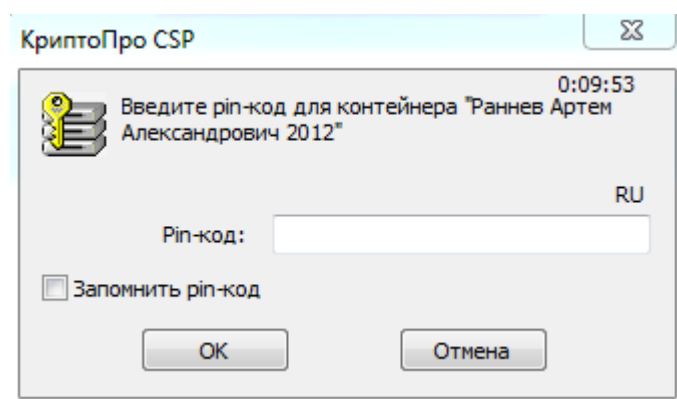 КриптоПро CSP
0:09:53
Введите pin-код для контейнера "Раннев Артем
Александрович 2012"
RU
Pin-код:
Запомнить pin-код
OK
Отмена